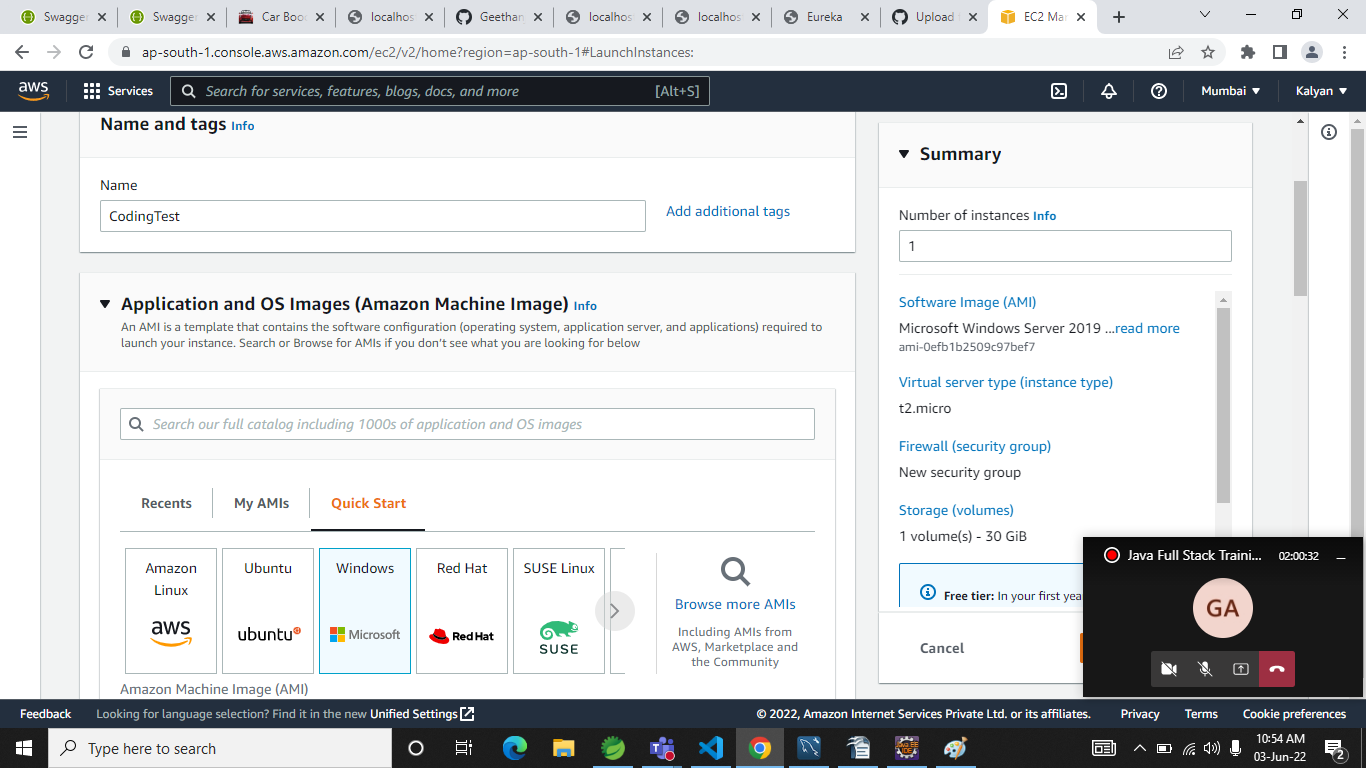 Swagger
Swagger
Car Boo
localhos
Geethan
localhos
localhos
Eureka
Upload
EC2 Ma
ap-south-1.console.aws.amazon.com/ec2/v2/home?region=ap-south-1#LaunchInstances:
aws
Services
Search for services, features, blogs, docs, and more
[Alt+S]
Mumbai
Kalyan
Name and tags Info
Name
CodingTest
Add additional tags
Application and OS Images (Amazon Machine Image) Info
An AMI is a template that contains the software configuration (operating system, application server, and applications) required to
launch your instance. Search or Browse for AMIs if you don't see what you are looking for below
Search our full catalog including 1000s of application and OS images
Recents
My AMIs
Quick Start
Amazon
Linux
aws
Ubuntu
ubuntu
Windows
Microsoft
Red Hat
Red Hat
SUSE Linux
SUSE
Browse more AMIs
Including AMIs from
AWS, Marketplace and
the Community
Amazon Machine Image (AMI)
Summary
Number of instances Info
1
Software Image (AMI)
Microsoft Windows Server 2019 ...read more
ami-0efb1b2509c97bef7
Virtual server type (instance type)
t2.micro
Firewall (security group)
New security group
Storage (volumes)
1 volume(s) - 30 GiB
Free tier: In your first year
Cancel
Java Full Stack Traini...
02:00:32
GA
Feedback
Looking for language selection? Find it in the new Unified Settings
© 2022, Amazon Internet Services Private Ltd. or its affiliates.
Privacy
Terms
Cookie preferences
Type here to search
10:54 AM
03-Jun-22
2